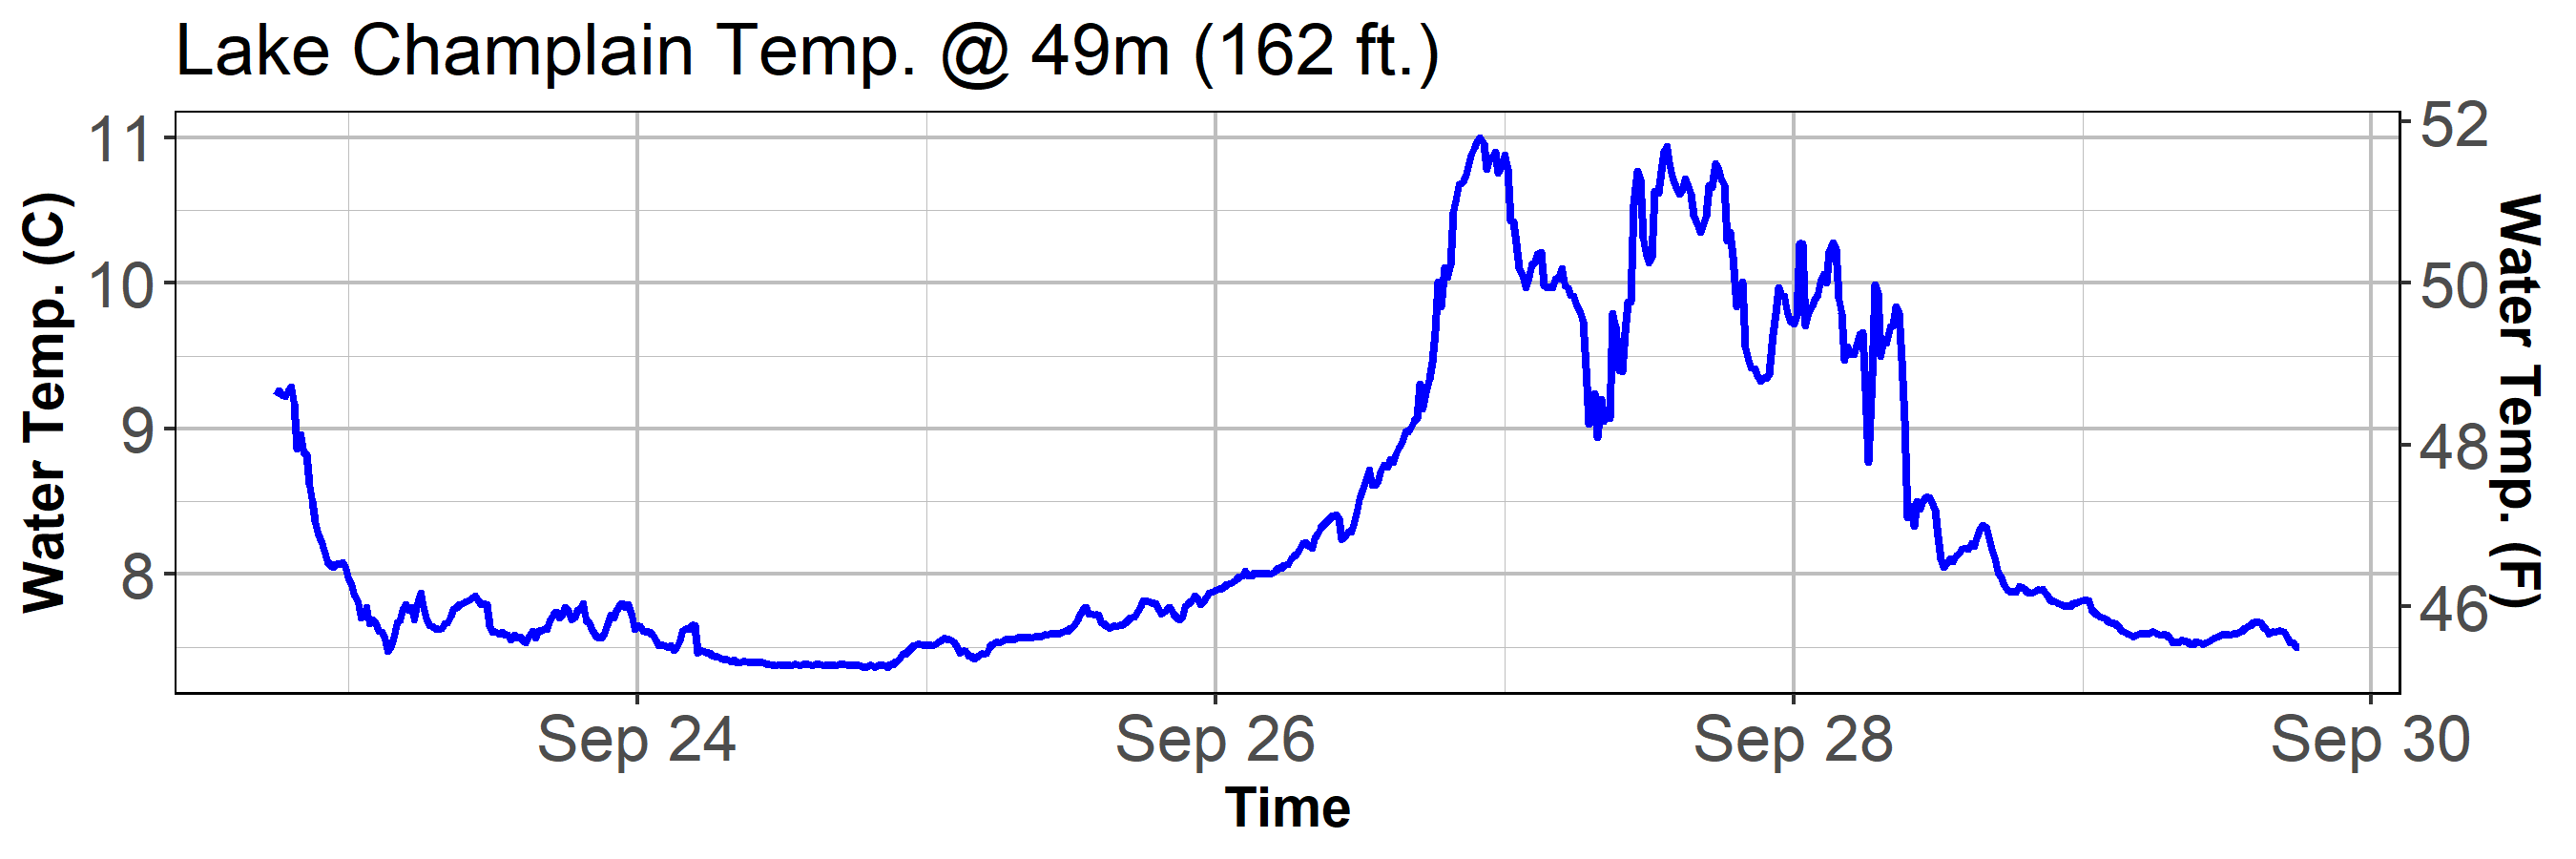 Lake Champlain Temp. @ 49m (162 ft.)
Water Temp. (C)
11
10
9
8
52
50
48
46
Water Temp. (F)
Sep 24
Sep 26
Sep 28
Sep 30
Time